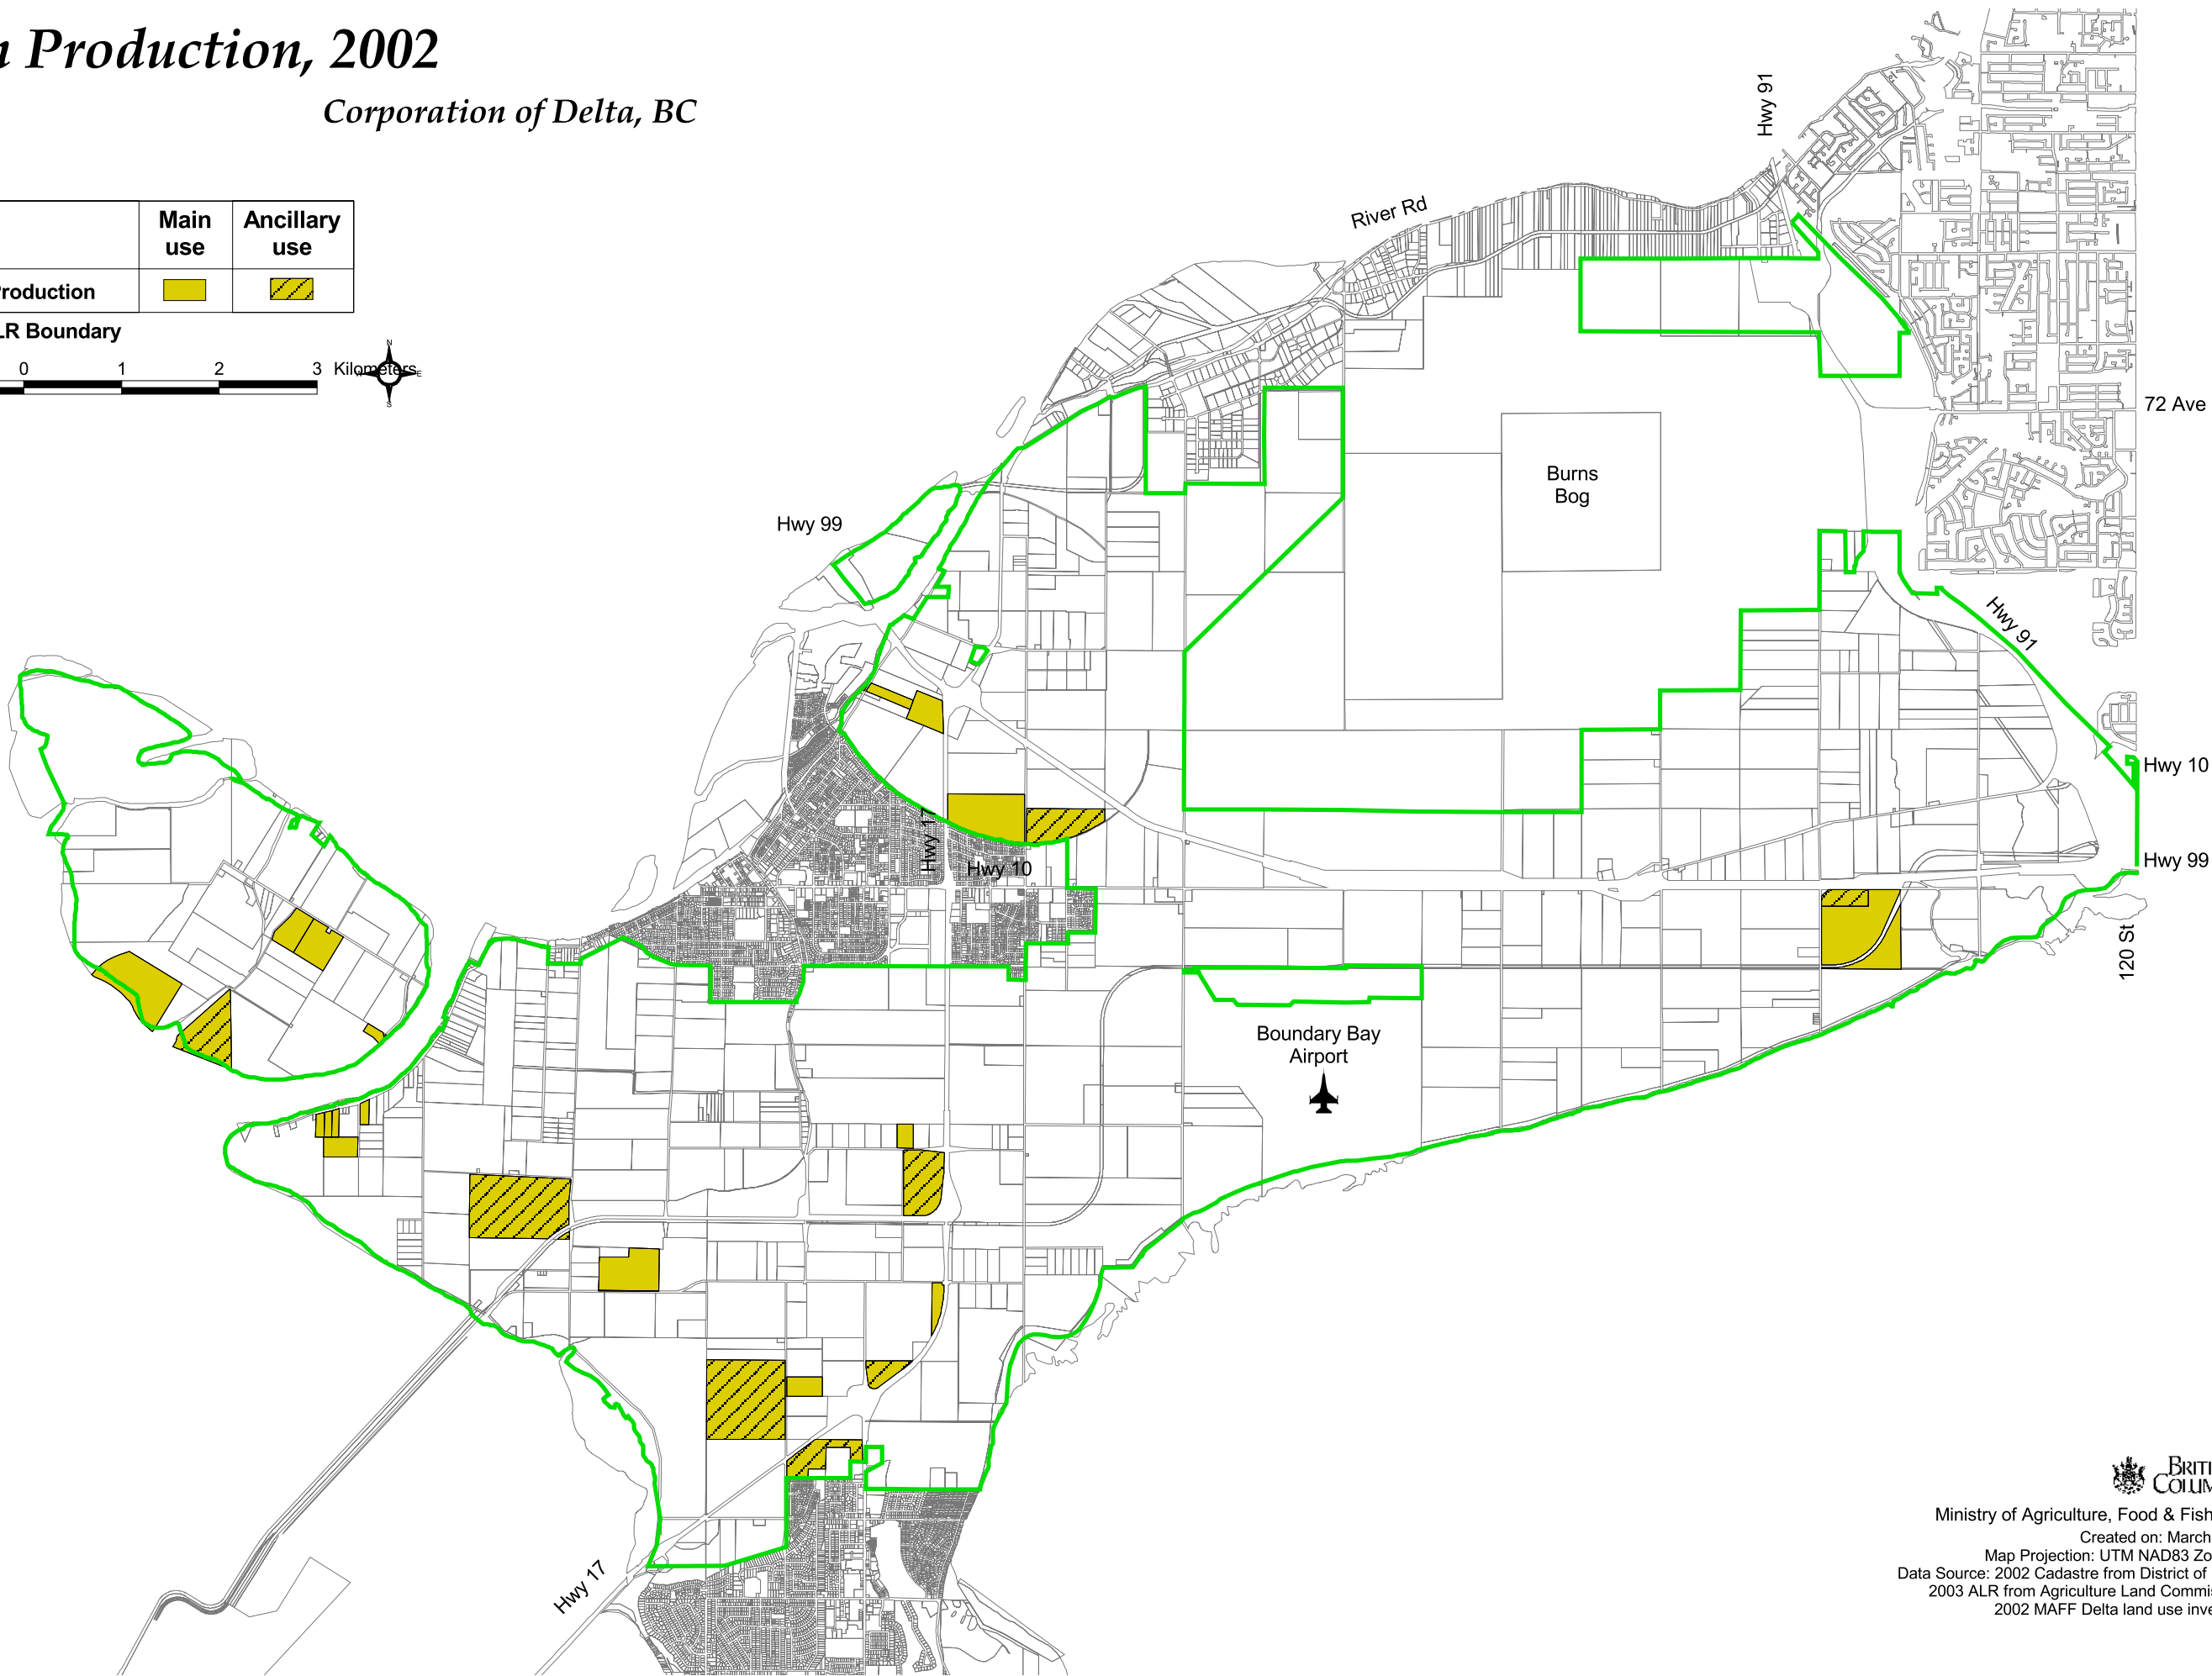 Production, 2002
Corporation of Delta, BC
Main use
Ancillary use
roduction
LR Boundary
0 1 2 3 Kilometers
N
W E
S
Hwy 91
River Rd
72 Ave
Burns
Bog
Hwy 99
Hwy 91
Hwy 10
Hwy 17
Hwy 10
Hwy 99
120 St
Boundary Bay
Airport
Hwy 17
BRITI
COLUM
Ministry of Agriculture, Food & Fish
Created on: March
Map Projection: UTM NAD83 Zo
Data Source: 2002 Cadastre from District of
2003 ALR from Agriculture Land Commis
2002 MAFF Delta land use inve